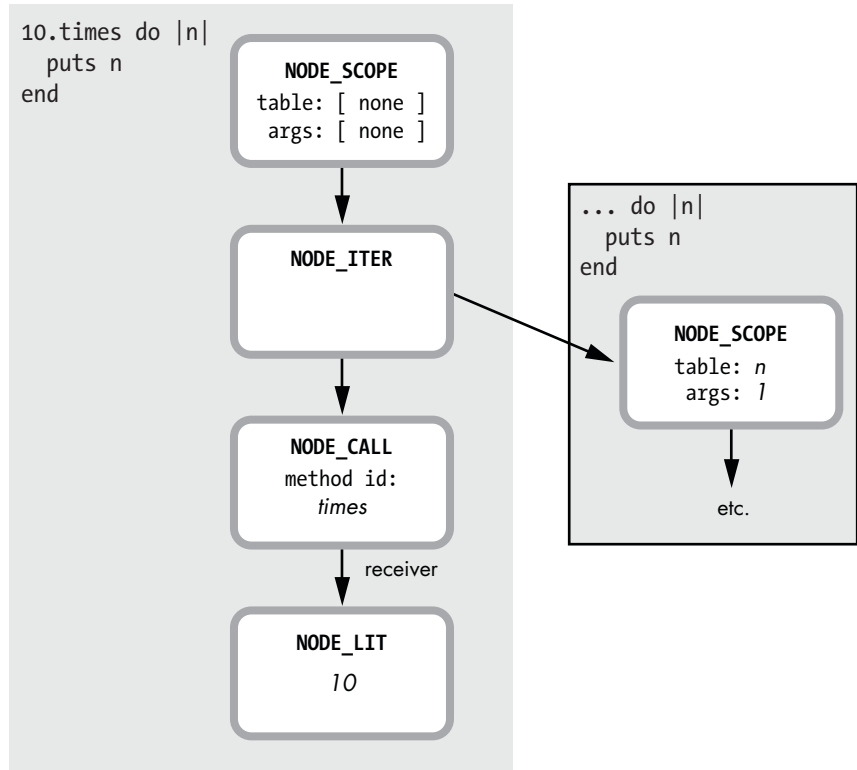 10.times do |n|
  puts n
end
NODE_SCOPE
table: [ none ]
args: [ none ]
NODE_ITER
NODE_CALL
method id:
times
receiver
NODE_LIT
10
... do |n|
  puts n
end
NODE_SCOPE
table: n
args: 1
etc.